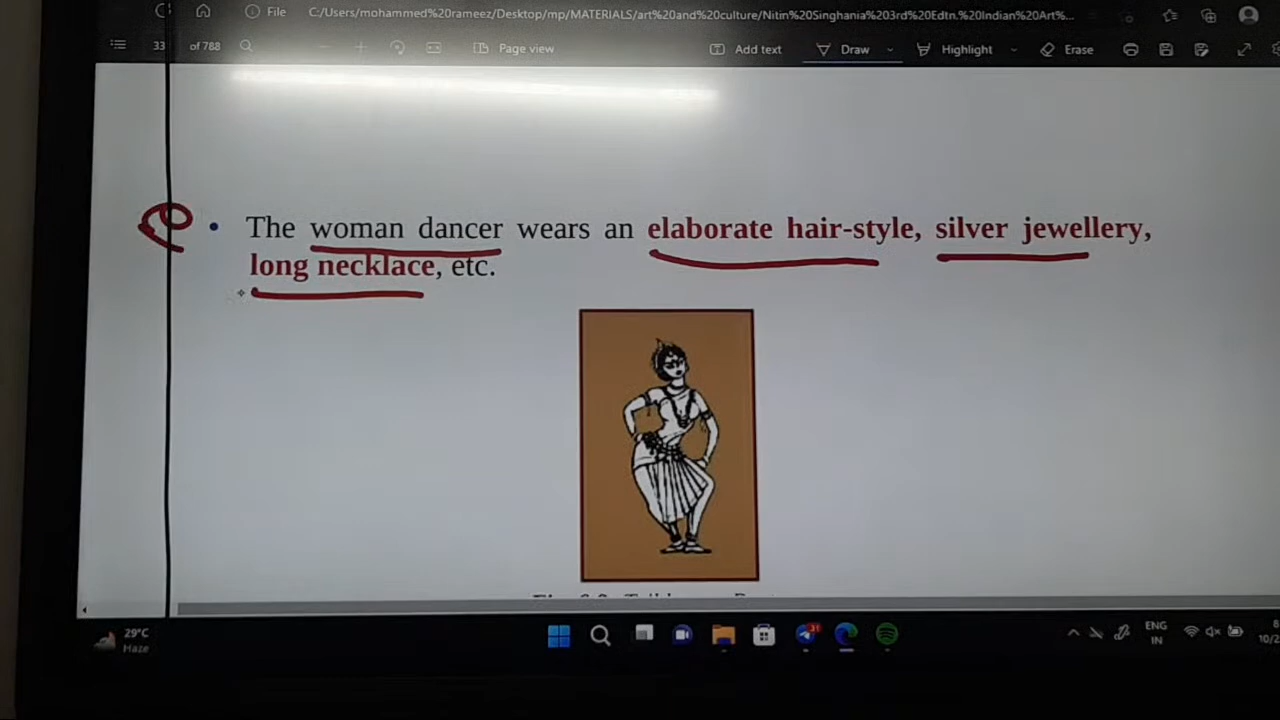 File C:/Users/mohammed%20rameez/Desktop/mp/MATERIALS/art%20and%20culture/Nitin%20Singhania%203rd%20Edtn.%20Indian%20Art%...
33 of 788 Page view Add text Draw Highlight Erase
• The woman dancer wears an elaborate hair-style, silver jewellery,
long necklace, etc.
29°C
Haze
31
ENG
IN